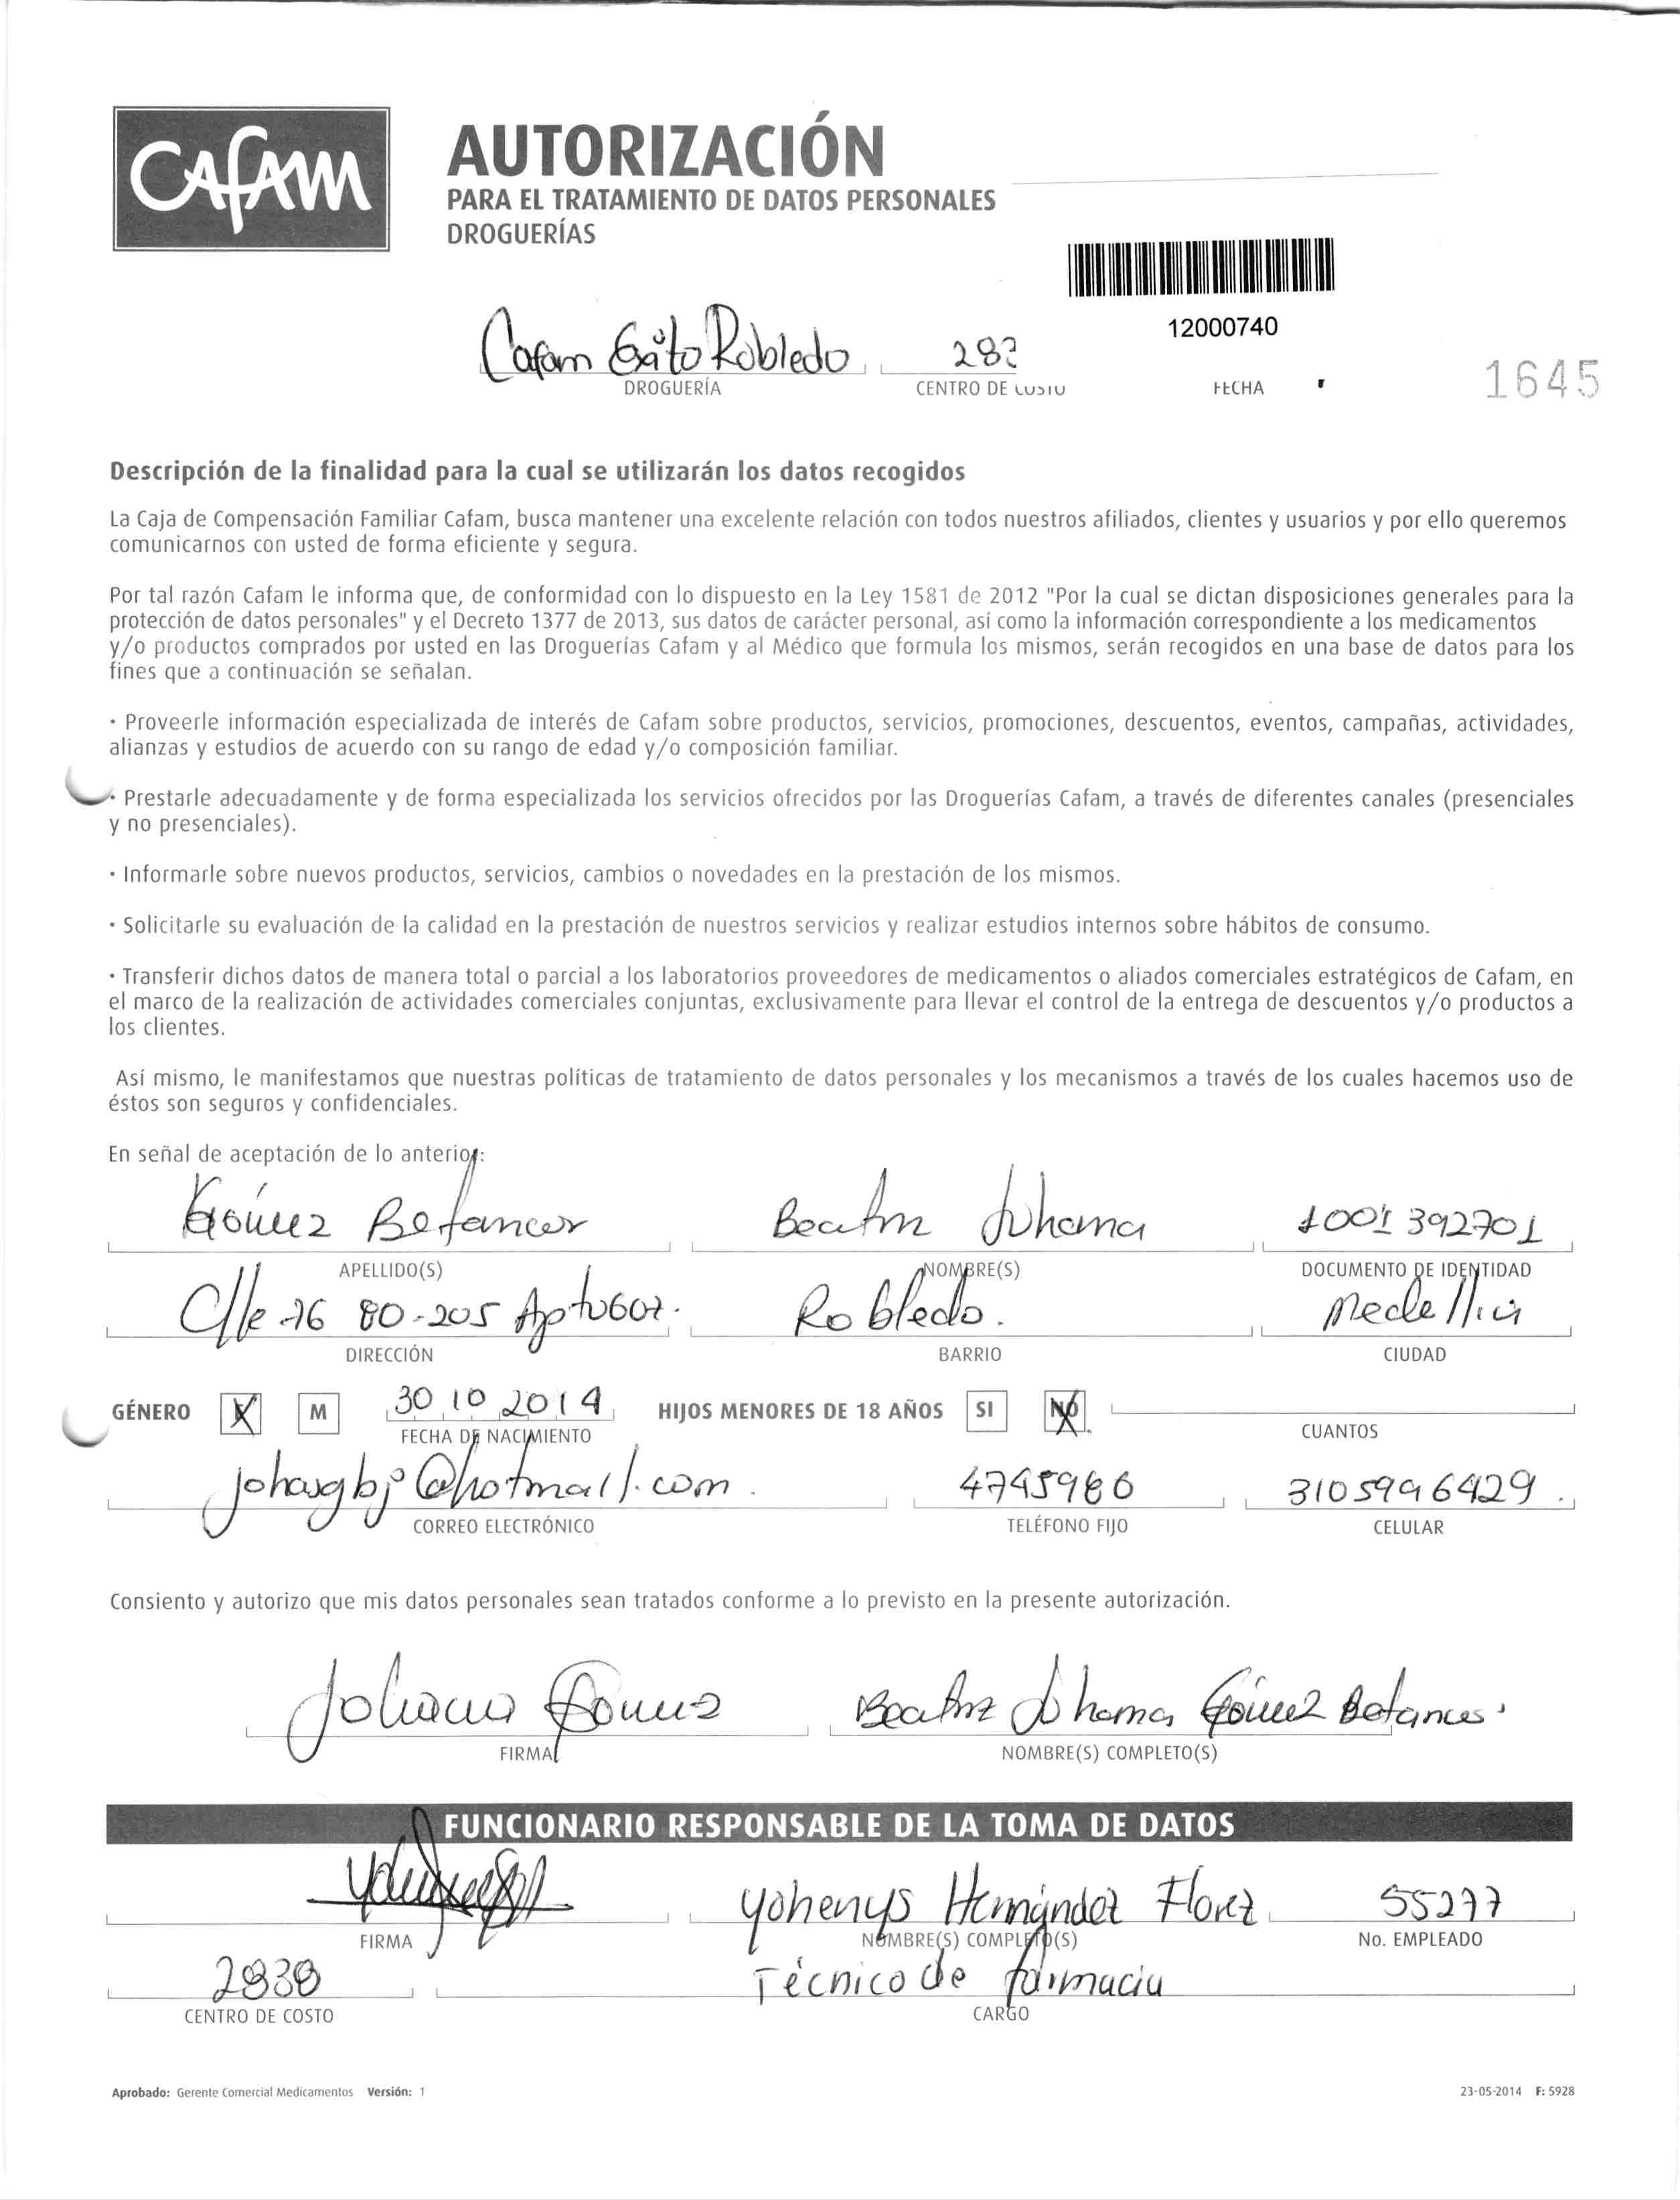 CAFAM
AUTORIZACIÓN
PARA EL TRATAMIENTO DE DATOS PERSONALES
DROGUERÍAS
12000740
Cafam Exito Robledo 283
DROGUERÍA CENTRO DE COSTO FECHA 1645
Descripción de la finalidad para la cual se utilizarán los datos recogidos
La Caja de Compensación Familiar Cafam, busca mantener una excelente relación con todos nuestros afiliados, clientes y usuarios y por ello queremos
comunicarnos con usted de forma eficiente y segura.
Por tal razón Cafam le informa que, de conformidad con lo dispuesto en la Ley 1581 de 2012 "Por la cual se dictan disposiciones generales para la
protección de datos personales" y el Decreto 1377 de 2013, sus datos de carácter personal, así como la información correspondiente a los medicamentos
y/o productos comprados por usted en las Droguerías Cafam y al Médico que formula los mismos, serán recogidos en una base de datos para los
fines que a continuación se señalan.
· Proveerle información especializada de interés de Cafam sobre productos, servicios, promociones, descuentos, eventos, campañas, actividades,
alianzas y estudios de acuerdo con su rango de edad y/o composición familiar.
· Prestarle adecuadamente y de forma especializada los servicios ofrecidos por las Droguerías Cafam, a través de diferentes canales (presenciales
y no presenciales).
· Informarle sobre nuevos productos, servicios, cambios o novedades en la prestación de los mismos.
· Solicitarle su evaluación de la calidad en la prestación de nuestros servicios y realizar estudios internos sobre hábitos de consumo.
· Transferir dichos datos de manera total o parcial a los laboratorios proveedores de medicamentos o aliados comerciales estratégicos de Cafam, en
el marco de la realización de actividades comerciales conjuntas, exclusivamente para llevar el control de la entrega de descuentos y/o productos a
los clientes.
Así mismo, le manifestamos que nuestras políticas de tratamiento de datos personales y los mecanismos a través de los cuales hacemos uso de
éstos son seguros y confidenciales.
En señal de aceptación de lo anterior:
Gómez Betancur Beatriz Johana 1001392701
APELLIDO(S) NOMBRE(S) DOCUMENTO DE IDENTIDAD
Clle 76 80-205 Apto607. Robledo. Medellin
DIRECCIÓN BARRIO CIUDAD
GÉNERO X M 30 10 2014 HIJOS MENORES DE 18 AÑOS SI NO
FECHA DE NACIMIENTO CUANTOS
johasgbj@hotmail.com. 4745986 3105996429.
CORREO ELECTRÓNICO TELÉFONO FIJO CELULAR
Consiento y autorizo que mis datos personales sean tratados conforme a lo previsto en la presente autorización.
Johana Gómez Beatriz Johana Gómez Betancur
FIRMA NOMBRE(S) COMPLETO(S)
FUNCIONARIO RESPONSABLE DE LA TOMA DE DATOS
Yohenys Hernández Florez 55277
FIRMA NOMBRE(S) COMPLETO(S) No. EMPLEADO
2838 Técnico de farmacia
CENTRO DE COSTO CARGO
Aprobado: Gerente Comercial Medicamentos Versión: 1 23-05-2014 F: 5928